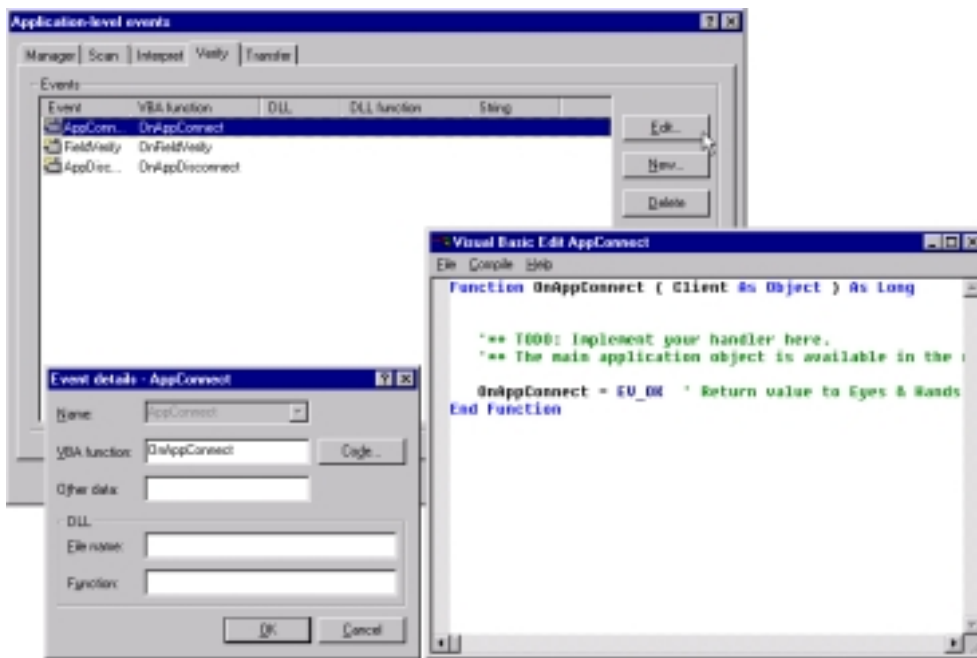 Application-level events
Manager Scan Interpret Verify Transfer
Events
Event VBA function DLL DLL function String
AppConn... OnAppConnect
FieldVerify OnFieldVerify
AppDisc... OnAppDisconnect
Edit...
New...
Delete
Visual Basic Edit AppConnect
File Compile Help
Function OnAppConnect ( Client As Object ) As Long
'** TODO: Implement your handler here.
'** The main application object is available in the
OnAppConnect = EV_OK ' Return value to Eyes & Hands
End Function
Event details - AppConnect
Name: AppConnect
VBA function: OnAppConnect Code...
Other data:
DLL
File name:
Function:
OK Cancel